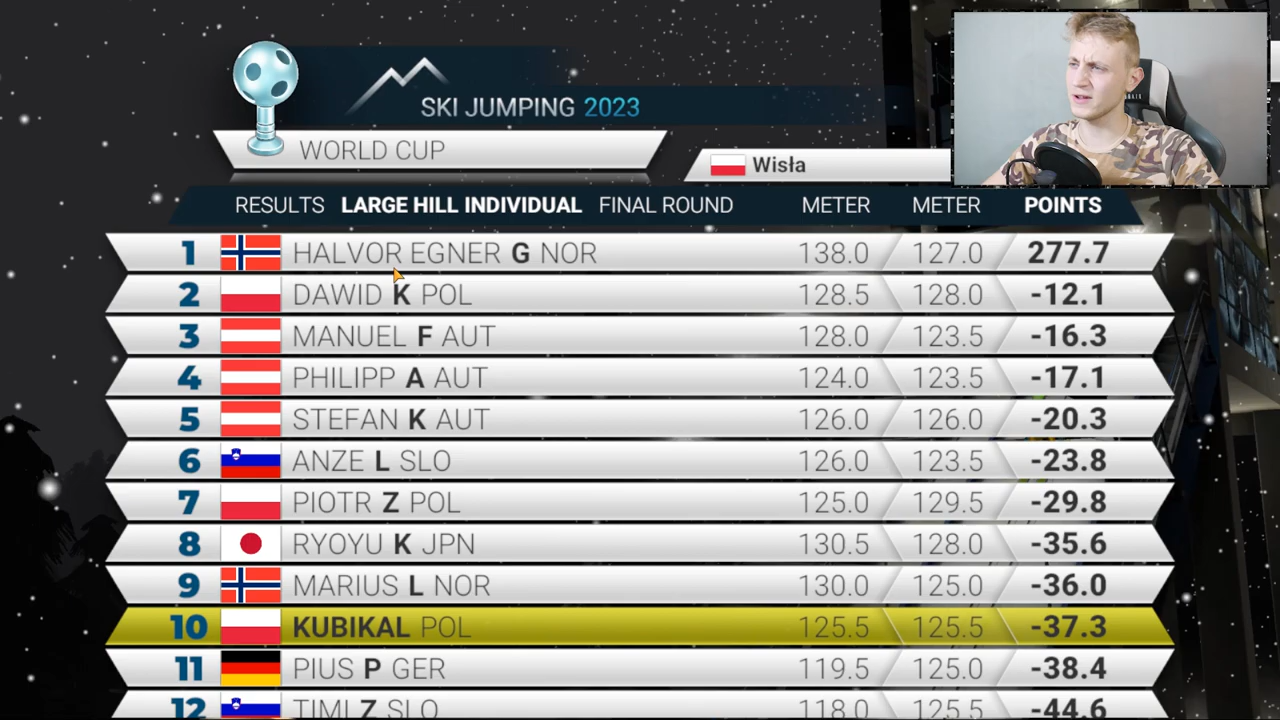 SKI JUMPING 2023
WORLD CUP
Wisła
RESULTS LARGE HILL INDIVIDUAL FINAL ROUND METER METER POINTS
1 HALVOR EGNER G NOR 138.0 127.0 277.7
2 DAWID K POL 128.5 128.0 -12.1
3 MANUEL F AUT 128.0 123.5 -16.3
4 PHILIPP A AUT 124.0 123.5 -17.1
5 STEFAN K AUT 126.0 126.0 -20.3
6 ANZE L SLO 126.0 123.5 -23.8
7 PIOTR Z POL 125.0 129.5 -29.8
8 RYOYU K JPN 130.5 128.0 -35.6
9 MARIUS L NOR 130.0 125.0 -36.0
10 KUBIKAL POL 125.5 125.5 -37.3
11 PIUS P GER 119.5 125.0 -38.4
12 TIMI Z SLO 118.0 125.5 -44.6